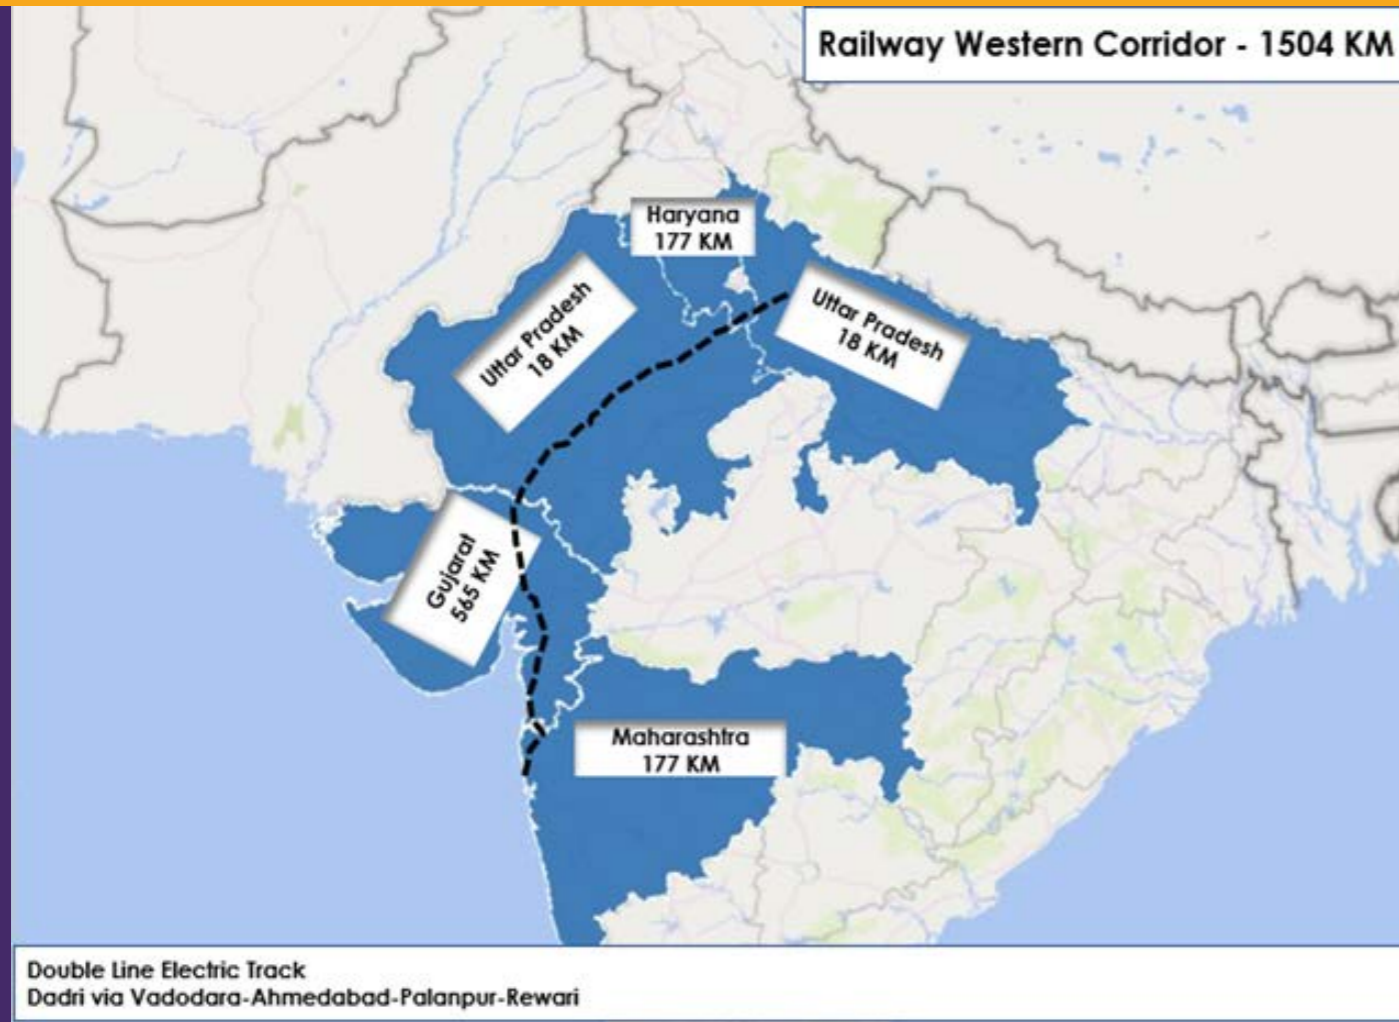 Railway Western Corridor - 1504 KM
Haryana
177 KM
Uttar Pradesh
18 KM
Uttar Pradesh
18 KM
Gujarat
565 KM
Maharashtra
177 KM
Double Line Electric Track
Dadri via Vadodara-Ahmedabad-Palanpur-Rewari